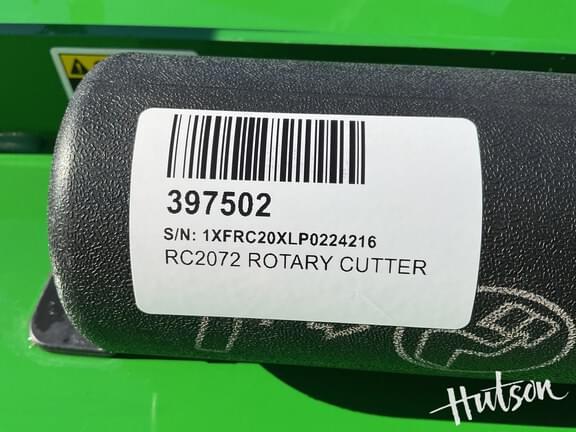 397502
S/N: 1XFRC20XLP0224216
RC2072 ROTARY CUTTER
Hutson